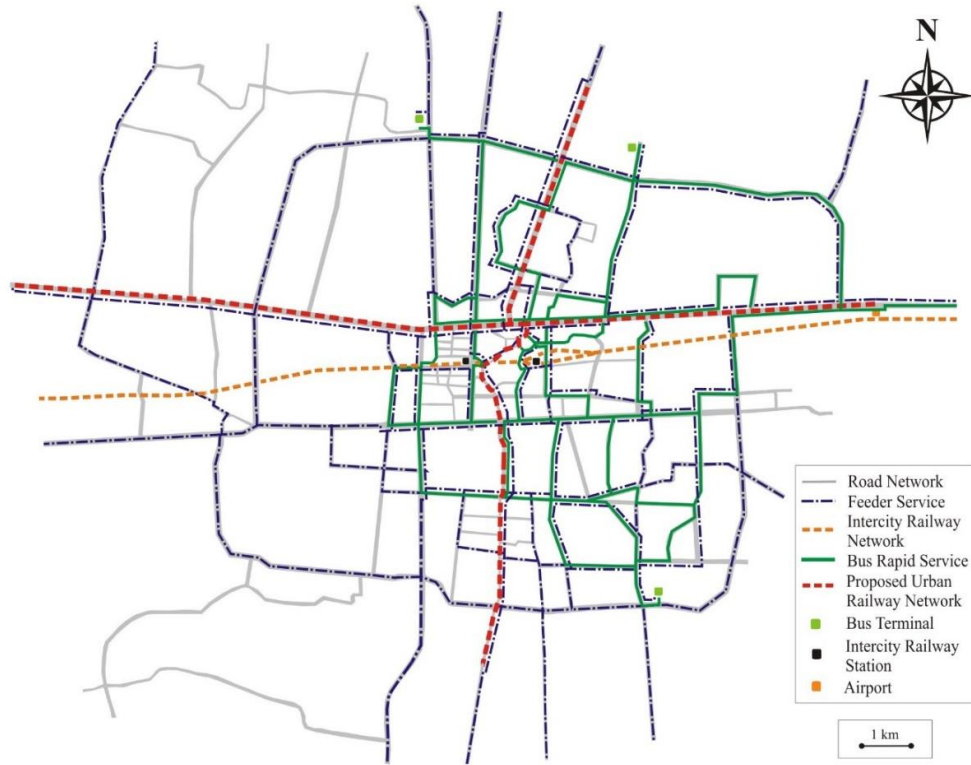 N
Road Network
Feeder Service
Intercity Railway
Network
Bus Rapid Service
Proposed Urban
Railway Network
Bus Terminal
Intercity Railway
Station
Airport
1 km